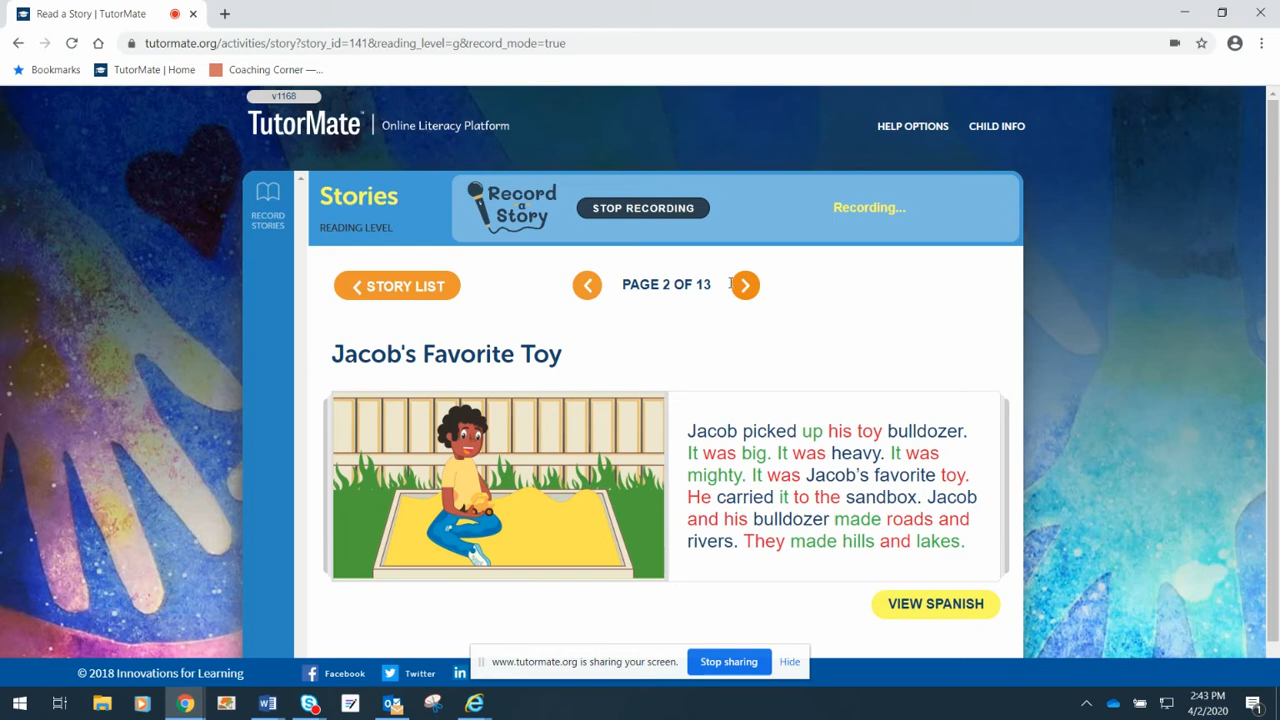 Read a Story | TutorMate
tutormate.org/activities/story?story_id=141&reading_level=g&record_mode=true
Bookmarks TutorMate | Home Coaching Corner —...
v1168
TutorMate | Online Literacy Platform
HELP OPTIONS CHILD INFO
RECORD
STORIES
Stories
READING LEVEL
Record
a
Story
STOP RECORDING
Recording...
STORY LIST
PAGE 2 OF 13
Jacob's Favorite Toy
Jacob picked up his toy bulldozer.
It was big. It was heavy. It was
mighty. It was Jacob's favorite toy.
He carried it to the sandbox. Jacob
and his bulldozer made roads and
rivers. They made hills and lakes.
VIEW SPANISH
www.tutormate.org is sharing your screen. Stop sharing Hide
© 2018 Innovations for Learning Facebook Twitter in
2:43 PM
4/2/2020
1